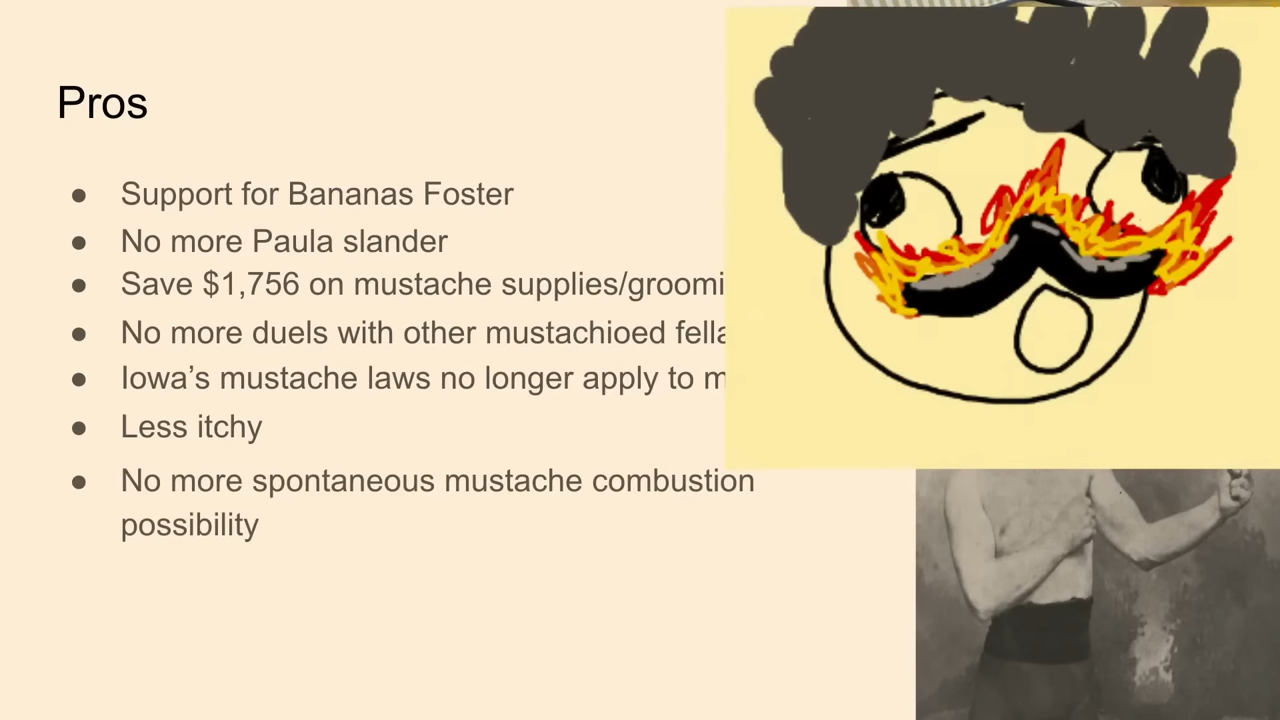 Pros
● Support for Bananas Foster
● No more Paula slander
● Save $1,756 on mustache supplies/groomi
● No more duels with other mustachioed fella
● Iowa’s mustache laws no longer apply to m
● Less itchy
● No more spontaneous mustache combustion
possibility